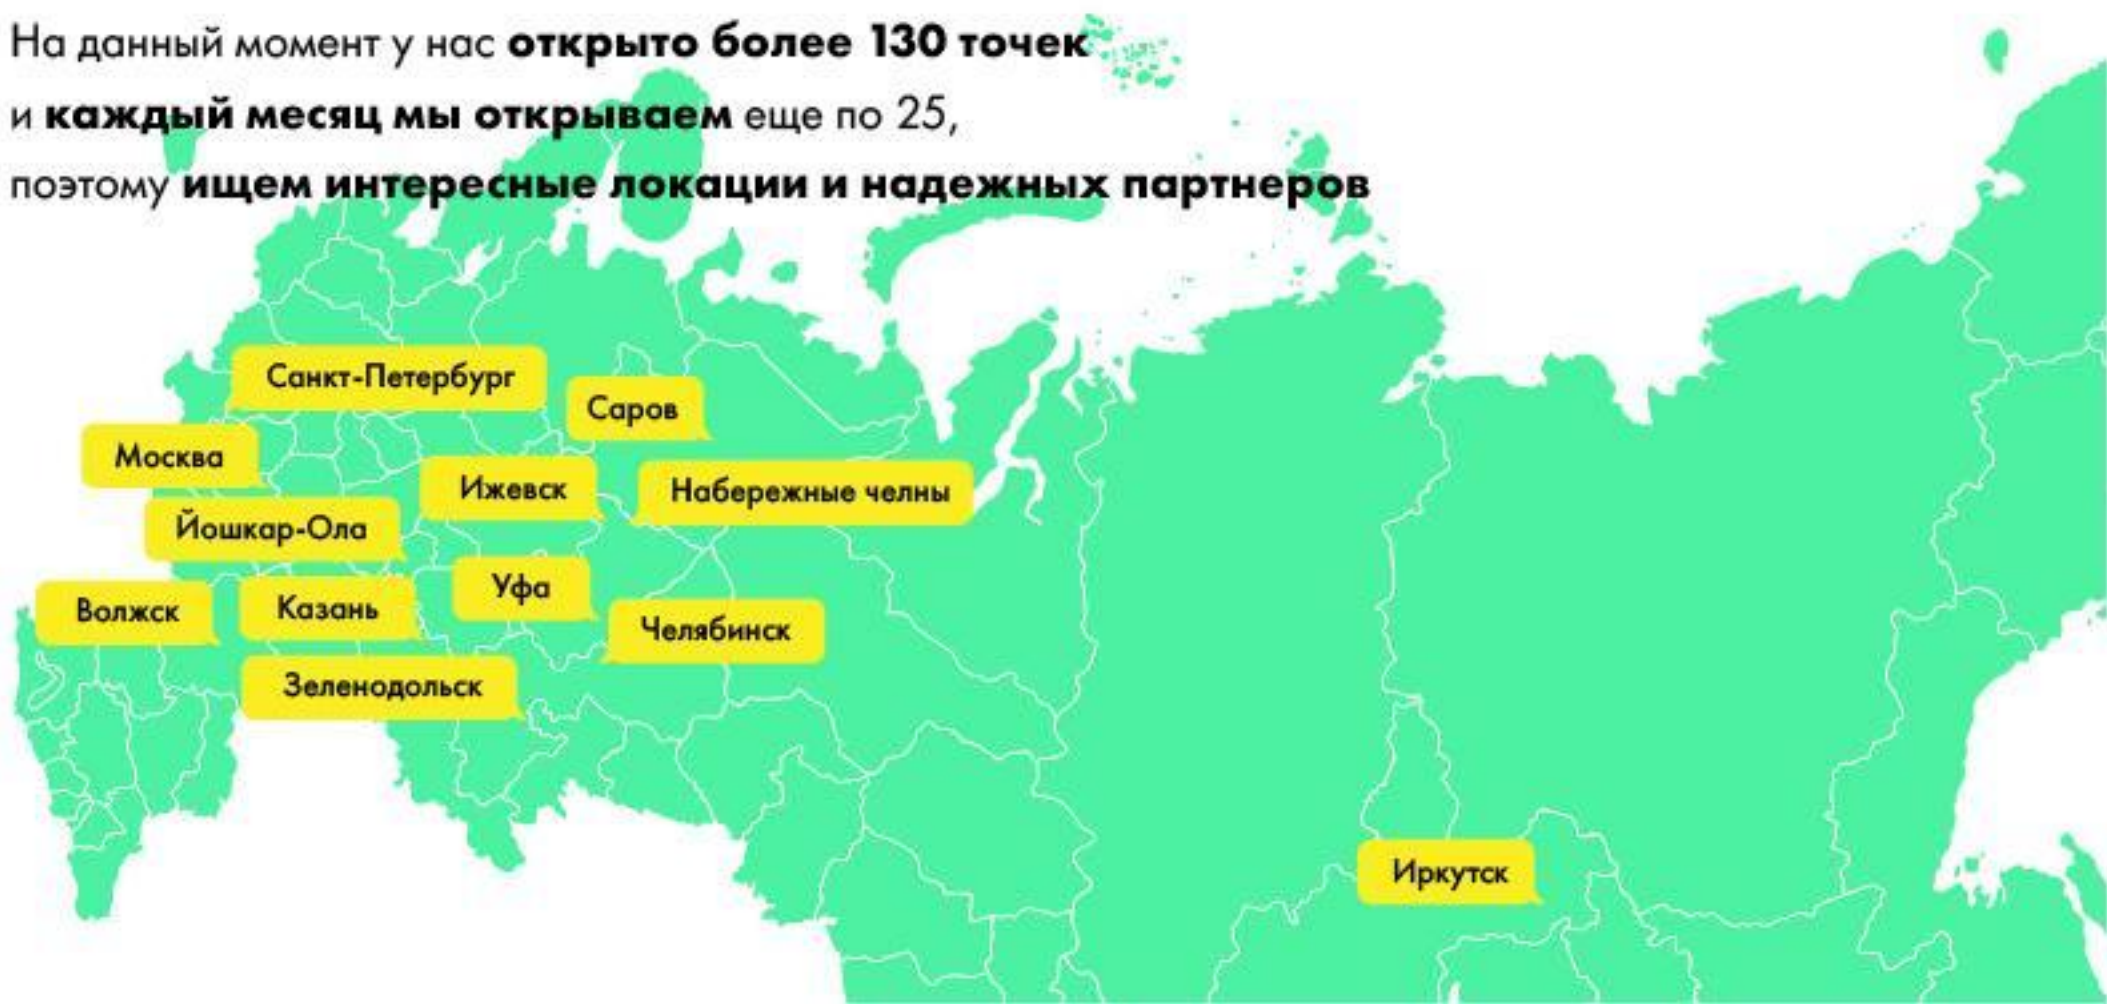 На данный момент у нас открыто более 130 точек
и каждый месяц мы открываем еще по 25,
поэтому ищем интересные локации и надежных партнеров
Санкт-Петербург
Саров
Москва
Ижевск
Набережные челны
Йошкар-Ола
Уфа
Волжск
Казань
Челябинск
Зеленодольск
Иркутск